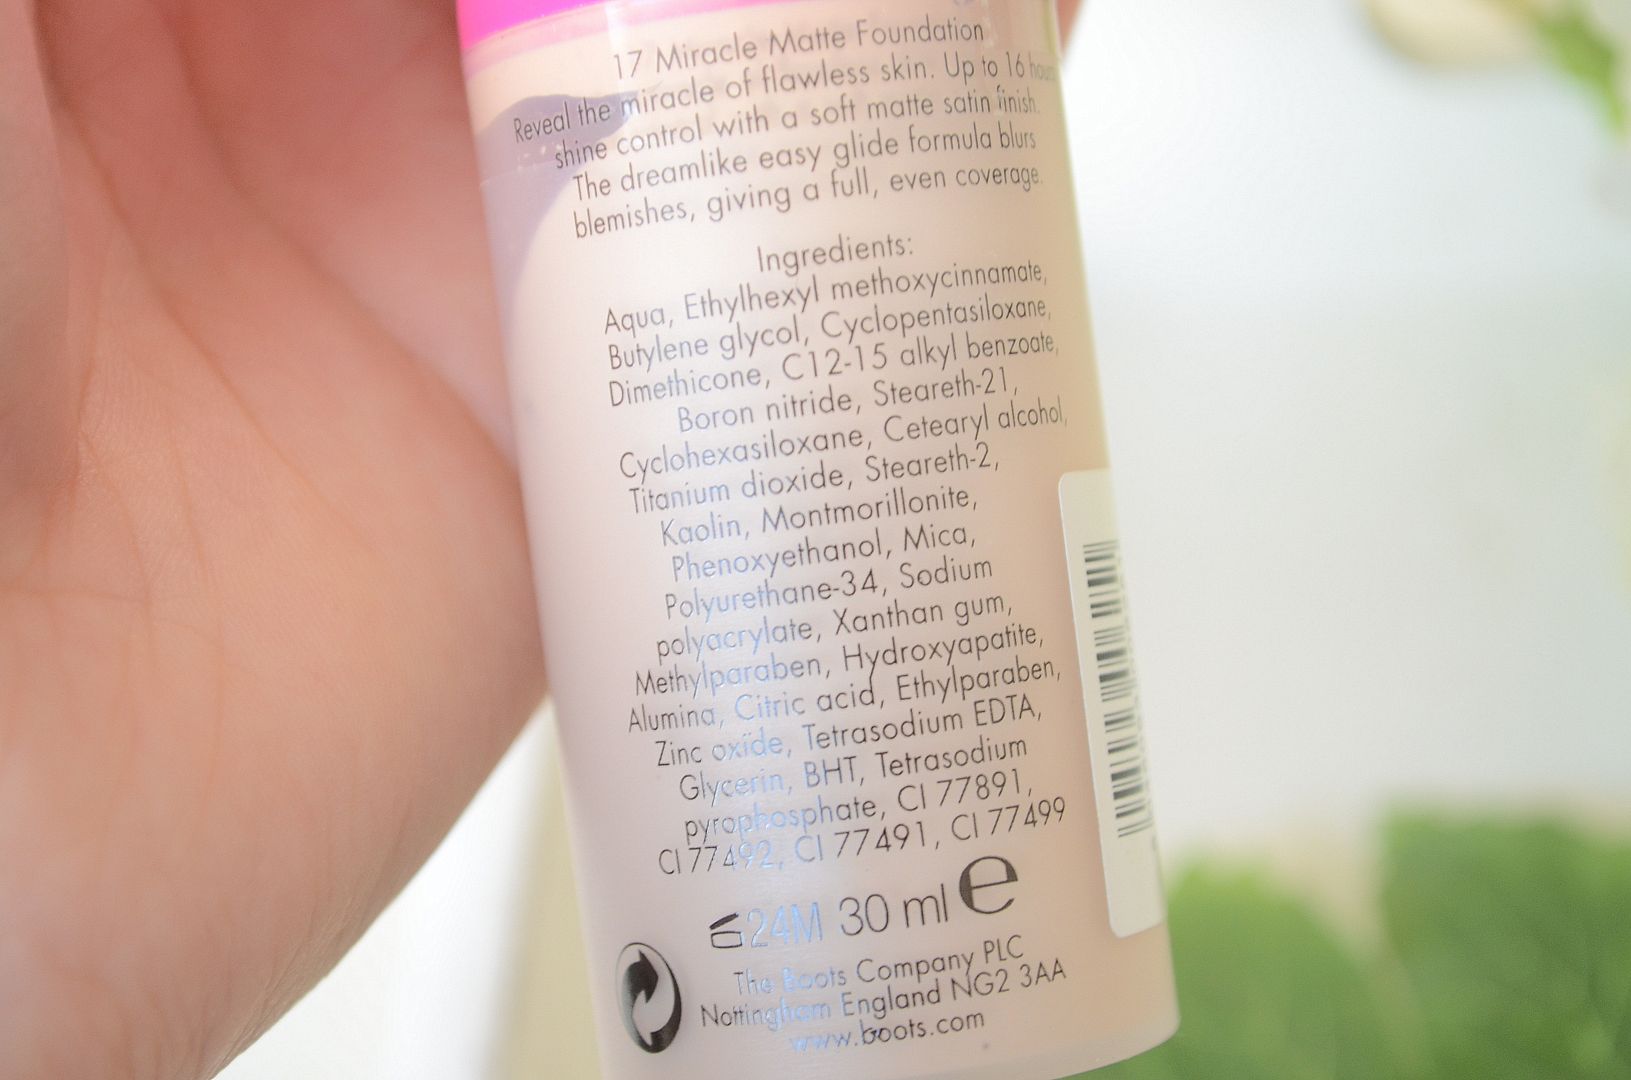 17 Miracle Matte Foundation
Reveal the miracle of flawless skin. Up to 16 hours
shine control with a soft matte satin finish.
The dreamlike easy glide formula blurs
blemishes, giving a full, even coverage.
Ingredients:
Aqua, Ethylhexyl methoxycinnamate,
Butylene glycol, Cyclopentasiloxane,
Dimethicone, C12-15 alkyl benzoate,
Boron nitride, Steareth-21,
Cyclohexasiloxane, Cetearyl alcohol,
Titanium dioxide, Steareth-2,
Kaolin, Montmorillonite,
Phenoxyethanol, Mica,
Polyurethane-34, Sodium
polyacrylate, Xanthan gum,
Methylparaben, Hydroxyapatite,
Alumina, Citric acid, Ethylparaben,
Zinc oxide, Tetrasodium EDTA,
Glycerin, BHT, Tetrasodium
pyrophosphate, CI 77891,
CI 77492, CI 77491, CI 77499
24M 30 ml e
The Boots Company PLC
Nottingham England NG2 3AA
www.boots.com